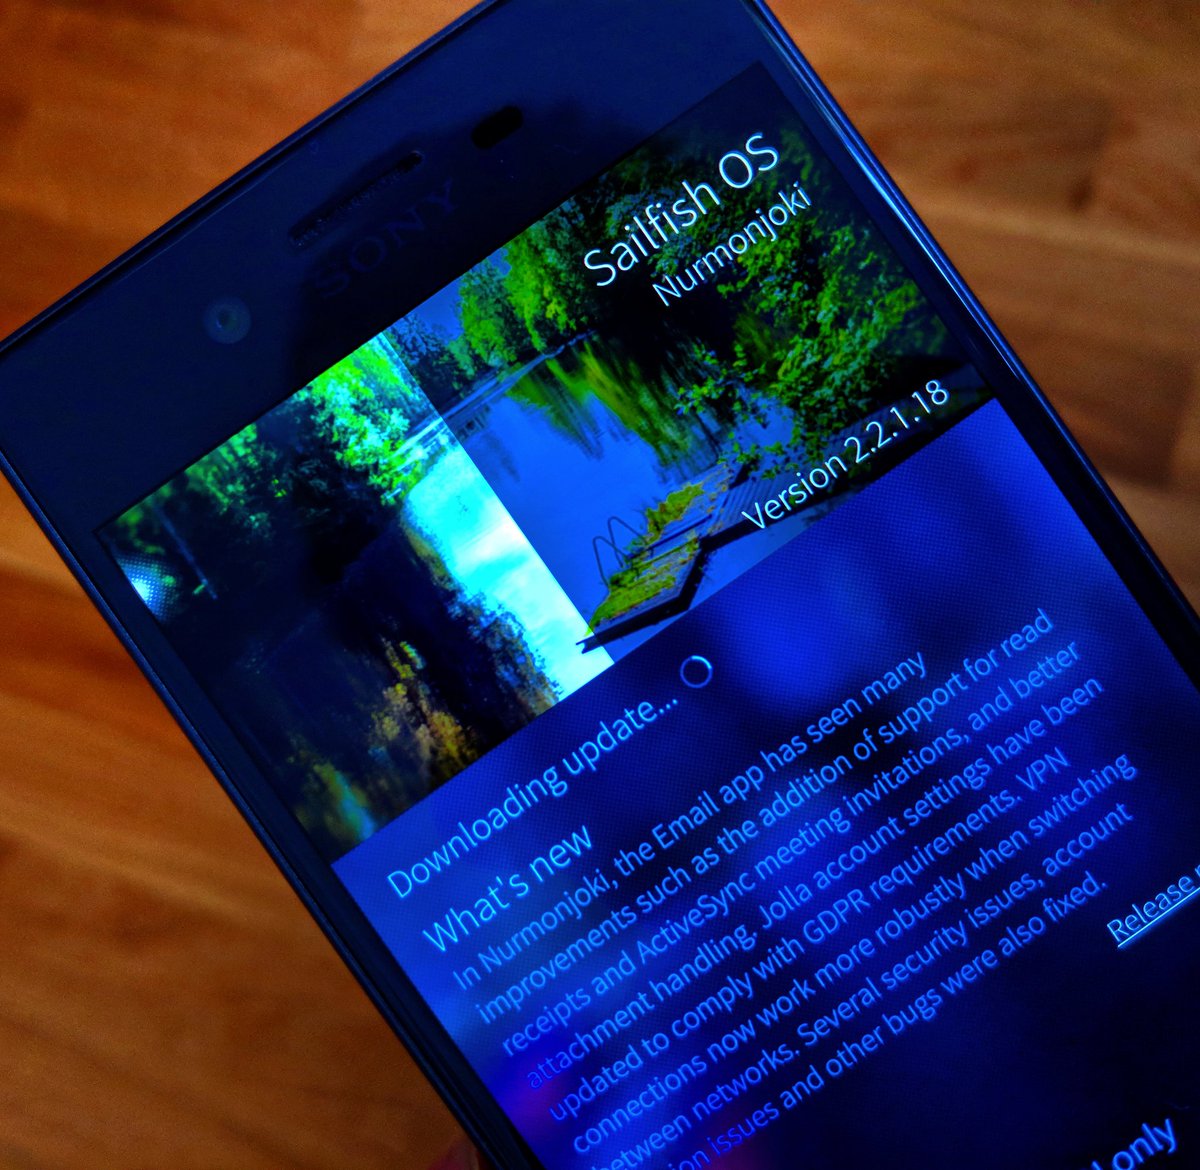 SONY
Sailfish OS
Nurmonjoki
Version 2.2.1.18
Downloading update...
What's new
In Nurmonjoki, the Email app has seen many
improvements such as the addition of support for read
receipts and ActiveSync meeting invitations, and better
attachment handling. Jolla account settings have been
updated to comply with GDPR requirements. VPN
connections now work more robustly when switching
between networks. Several security issues, account
issues and other bugs were also fixed.
Release
only